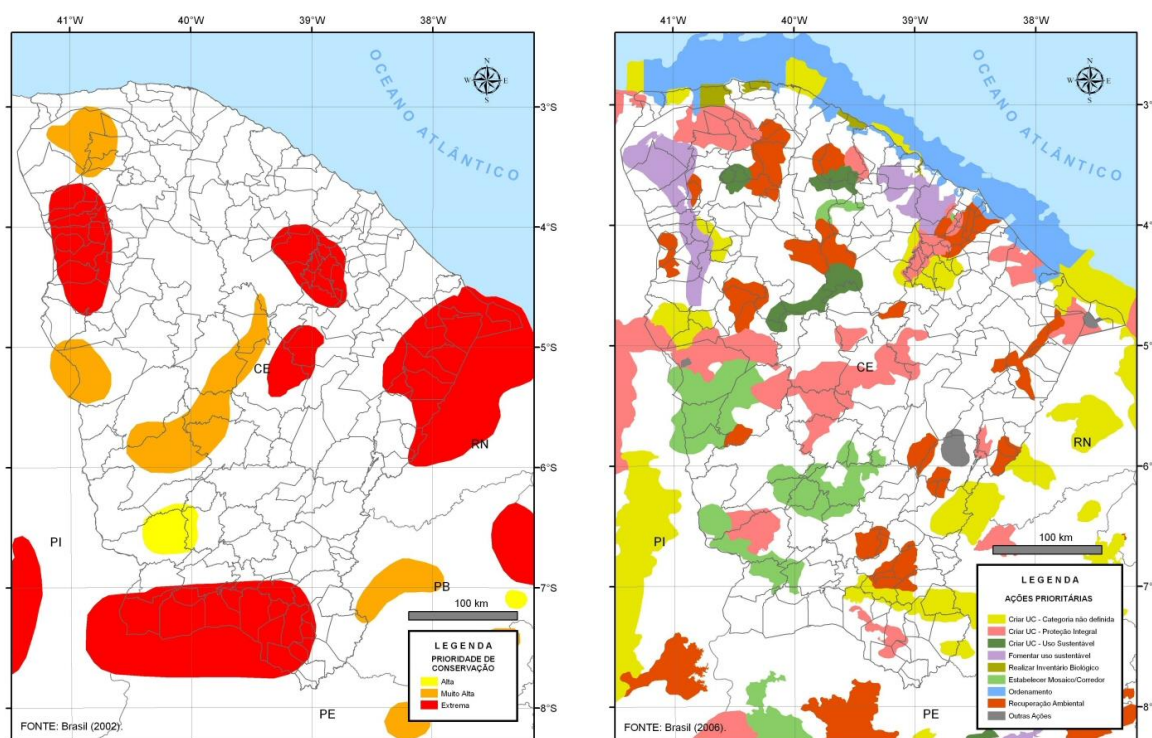 41°W
40°W
39°W
38°W
OCEANO ATLÂNTICO
N
W
E
S
3°S
4°S
5°S
6°S
7°S
8°S
CE
RN
PI
PB
PE
100 km
LEGENDA
PRIORIDADE DE
CONSERVAÇÃO
Alta
Muito Alta
Extrema
FONTE: Brasil (2002).
41°W
40°W
39°W
38°W
OCEANO ATLÂNTICO
N
W
E
S
3°S
4°S
5°S
6°S
7°S
8°S
CE
RN
PI
PE
100 km
LEGENDA
AÇÕES PRIORITÁRIAS
Criar UC - Categoria não definida
Criar UC - Proteção Integral
Criar UC - Uso Sustentável
Fomentar uso sustentável
Realizar Inventário Biológico
Estabelecer Mosaico/Corredor
Ordenamento
Recuperação Ambiental
Outras Ações
FONTE: Brasil (2006).